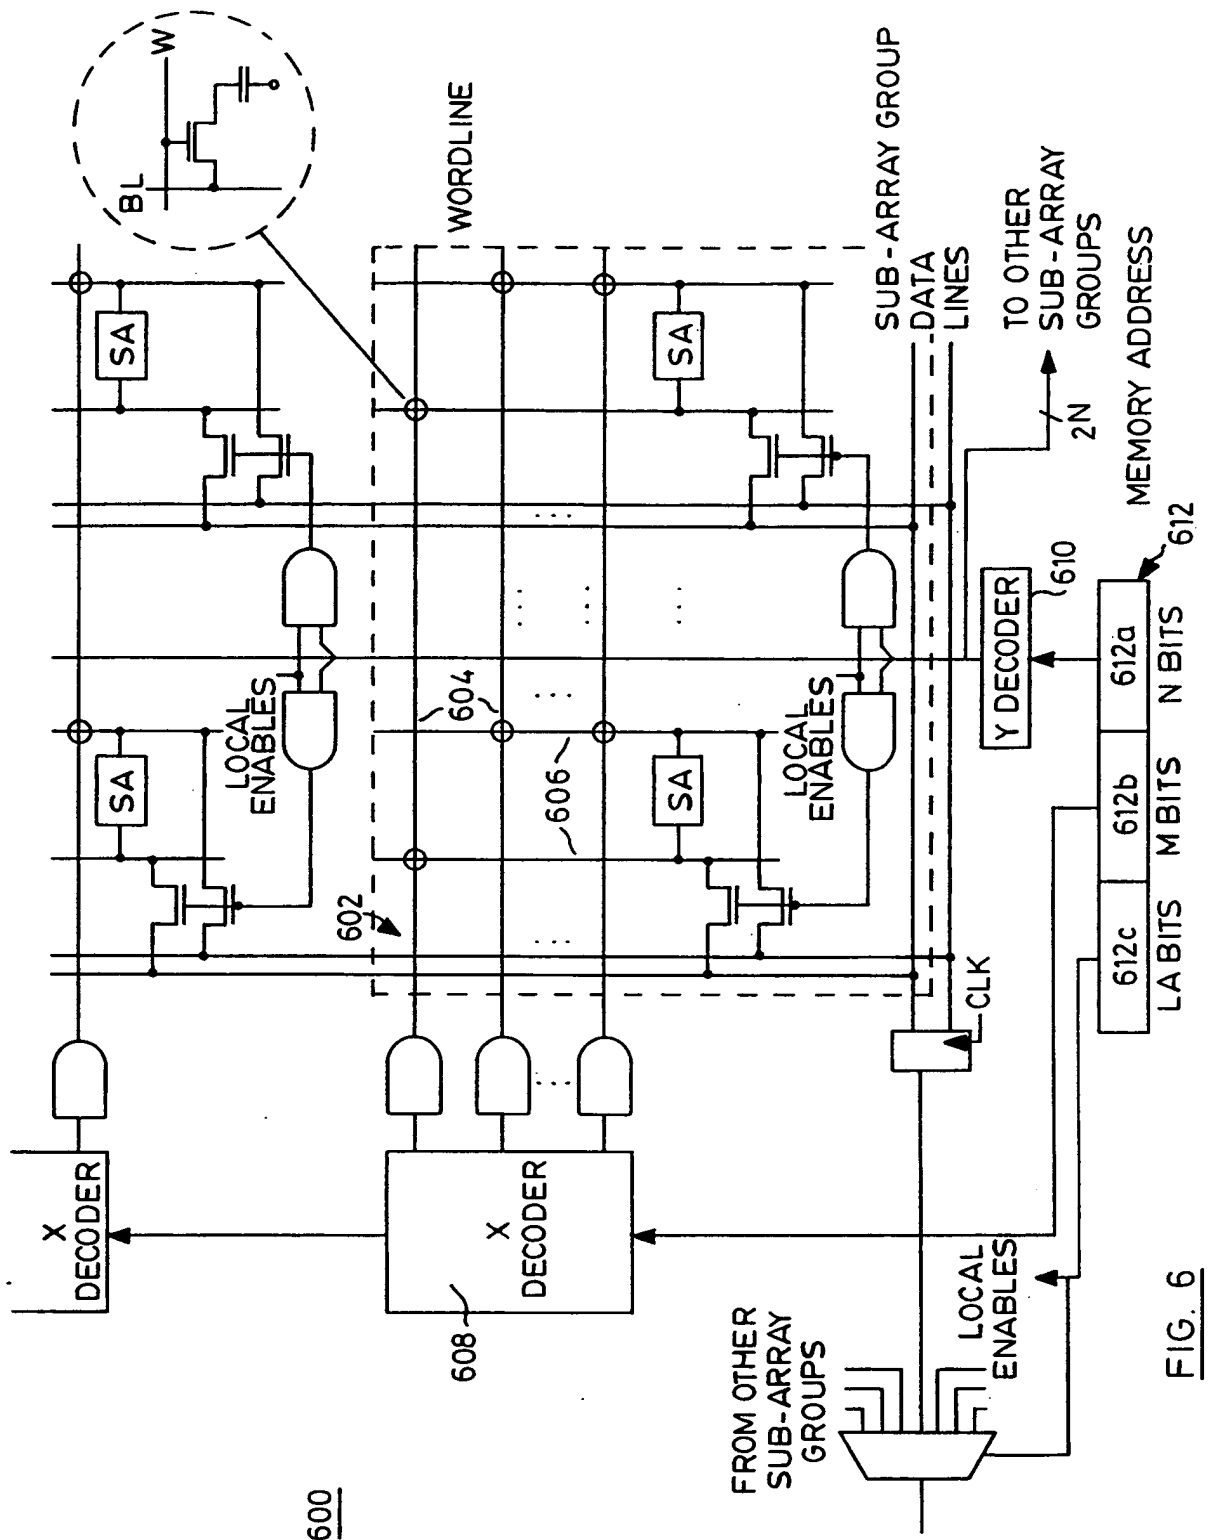 600
X
DECODER
X
DECODER
608
FROM OTHER
SUB-ARRAY
GROUPS
LOCAL
ENABLES
CLK
602
SA
SA
LOCAL
ENABLES
604
606
SA
SA
LOCAL
ENABLES
BL
W
WORDLINE
SUB-ARRAY GROUP
DATA
LINES
TO OTHER
SUB-ARRAY
GROUPS
2N
Y DECODER
610
MEMORY ADDRESS
612
612c
612b
612a
LA BITS
M BITS
N BITS
FIG. 6